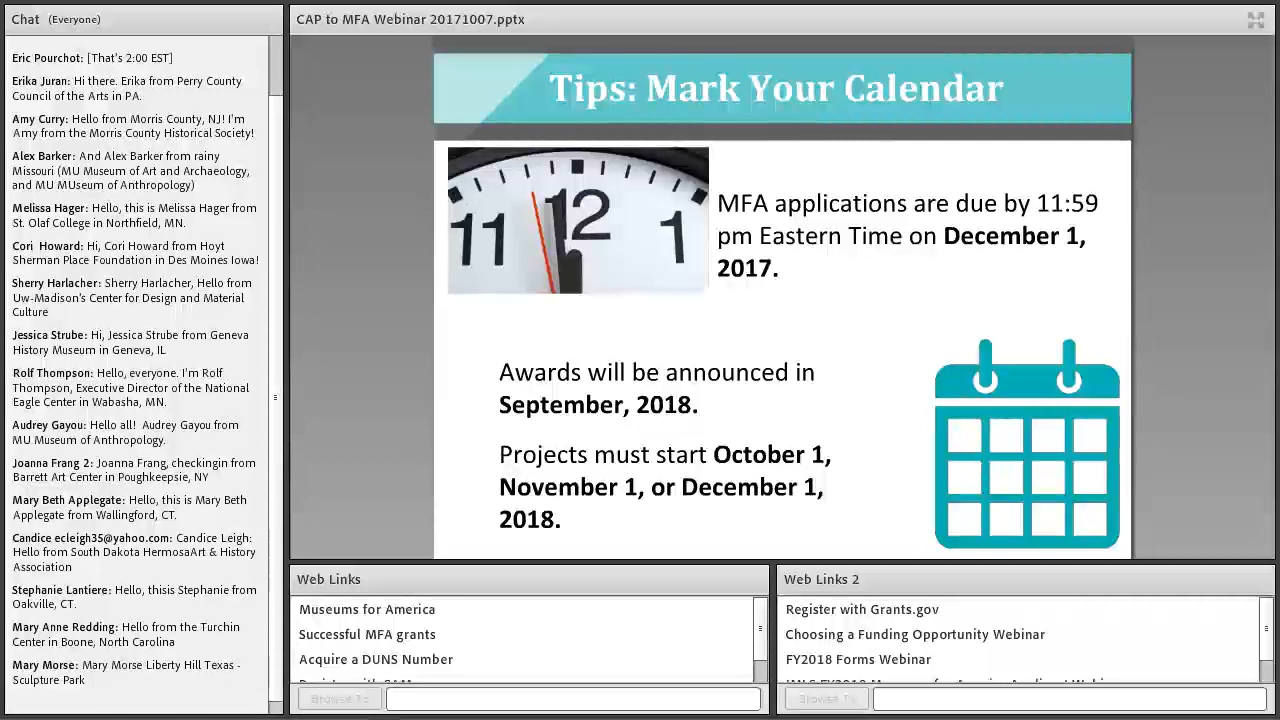 Chat (Everyone)
Eric Pourchot: [That's 2:00 EST]
Erika Juran: Hi there. Erika from Perry County
Council of the Arts in PA.
Amy Curry: Hello from Morris County, NJ! I'm
Amy from the Morris County Historical Society!
Alex Barker: And Alex Barker from rainy
Missouri (MU Museum of Art and Archaeology,
and MU MUseum of Anthropology)
Melissa Hager: Hello, this is Melissa Hager from
St. Olaf College in Northfield, MN.
Cori Howard: Hi, Cori Howard from Hoyt
Sherman Place Foundation in Des Moines Iowa!
Sherry Harlacher: Sherry Harlacher, Hello from
Uw-Madison's Center for Design and Material
Culture
Jessica Strube: Hi, Jessica Strube from Geneva
History Museum in Geneva, IL
Rolf Thompson: Hello, everyone. I'm Rolf
Thompson, Executive Director of the National
Eagle Center in Wabasha, MN.
Audrey Gayou: Hello all! Audrey Gayou from
MU Museum of Anthropology.
Joanna Frang 2: Joanna Frang, checkingin from
Barrett Art Center in Poughkeepsie, NY
Mary Beth Applegate: Hello, this is Mary Beth
Applegate from Wallingford, CT.
Candice ecleigh35@yahoo.com: Candice Leigh:
Hello from South Dakota HermosaArt & History
Association
Stephanie Lantiere: Hello, thisis Stephanie from
Oakville, CT.
Mary Anne Redding: Hello from the Turchin
Center in Boone, North Carolina
Mary Morse: Mary Morse Liberty Hill Texas -
Sculpture Park
CAP to MFA Webinar 20171007.pptx
Tips: Mark Your Calendar
11 12 1
MFA applications are due by 11:59
pm Eastern Time on December 1,
2017.
Awards will be announced in
September, 2018.
Projects must start October 1,
November 1, or December 1,
2018.
Web Links
Museums for America
Successful MFA grants
Acquire a DUNS Number
Browse To
Web Links 2
Register with Grants.gov
Choosing a Funding Opportunity Webinar
FY2018 Forms Webinar
Browse To